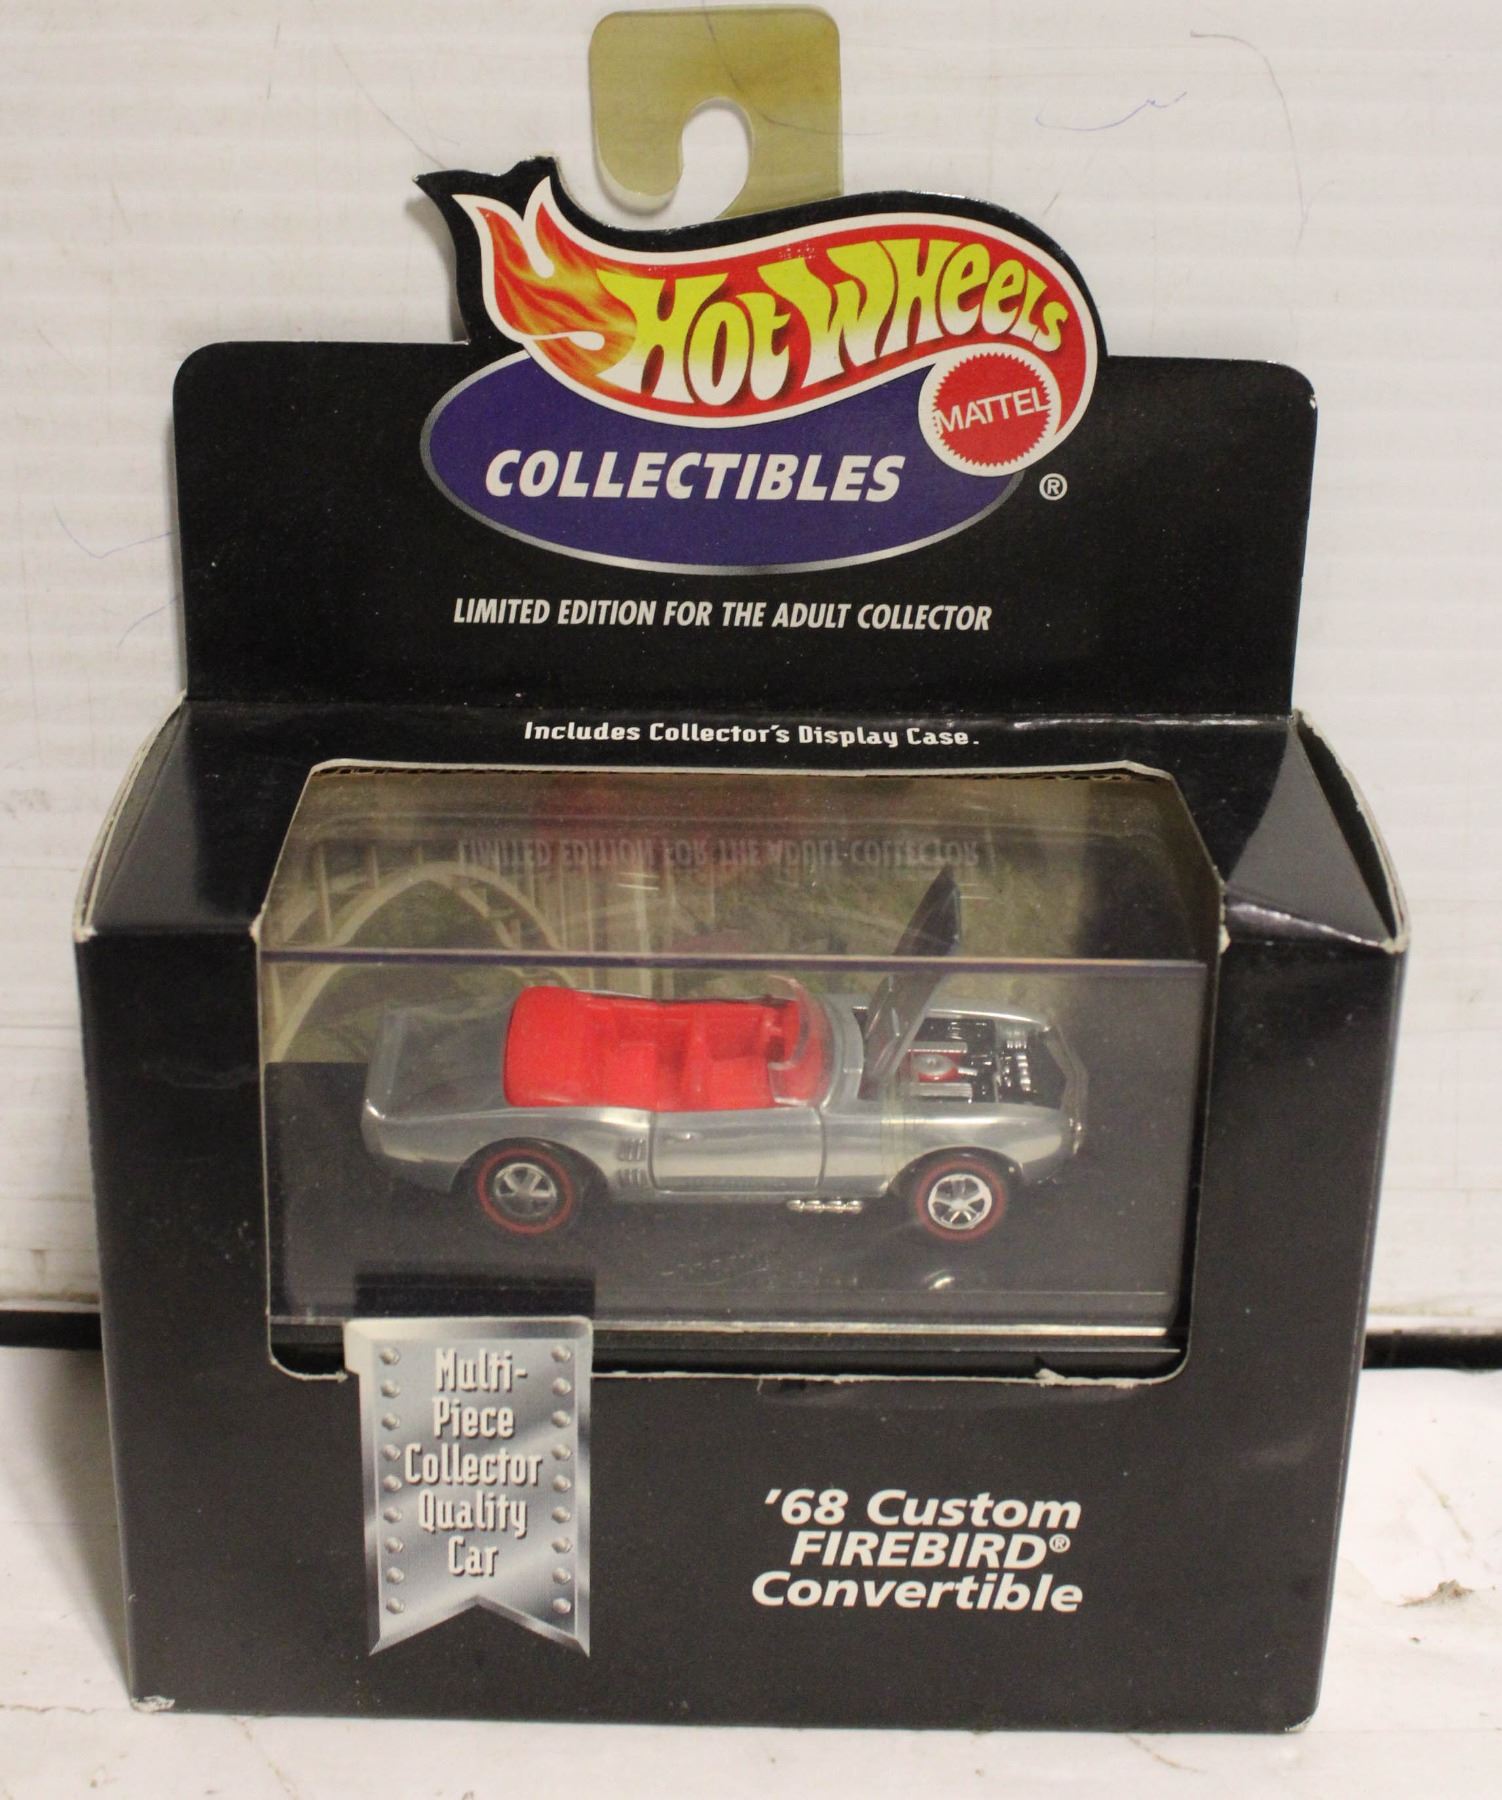 Hot Wheels
MATTEL
COLLECTIBLES
®
LIMITED EDITION FOR THE ADULT COLLECTOR
Includes Collector's Display Case.
LIMITED EDITION FOR THE ADULT COLLECTOR
Multi-
Piece
Collector
Quality
Car
'68 Custom
FIREBIRD®
Convertible